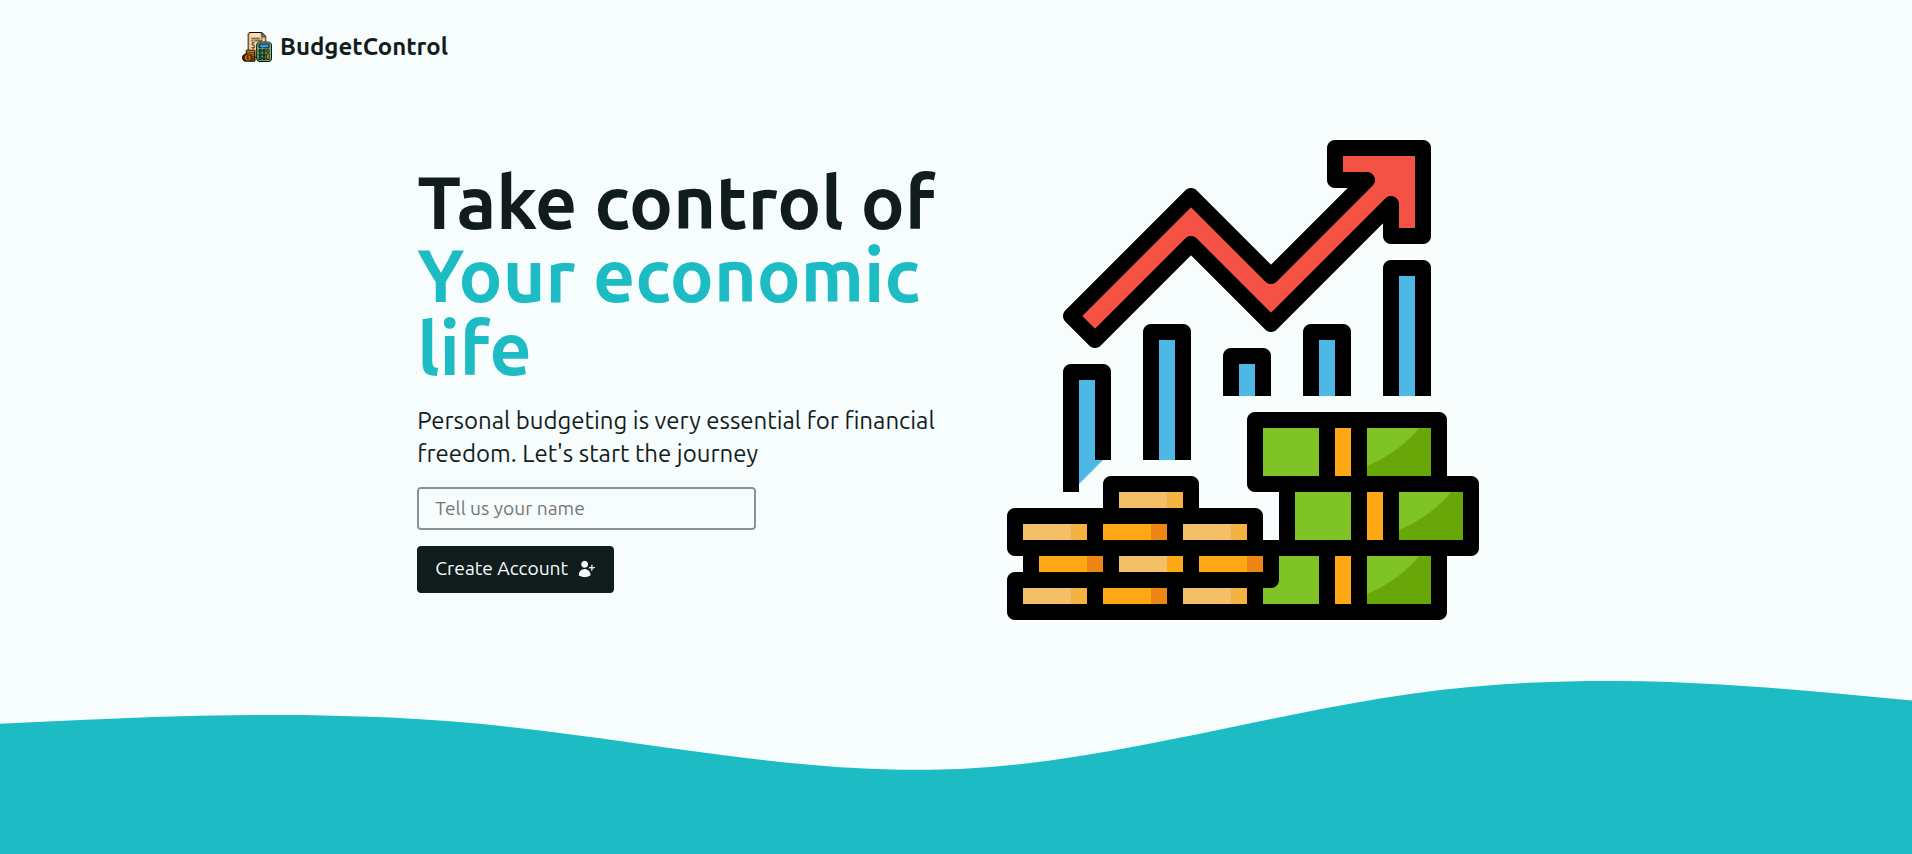 BudgetControl
Take control of
Your economic
life
Personal budgeting is very essential for financial
freedom. Let's start the journey
Tell us your name
Create Account